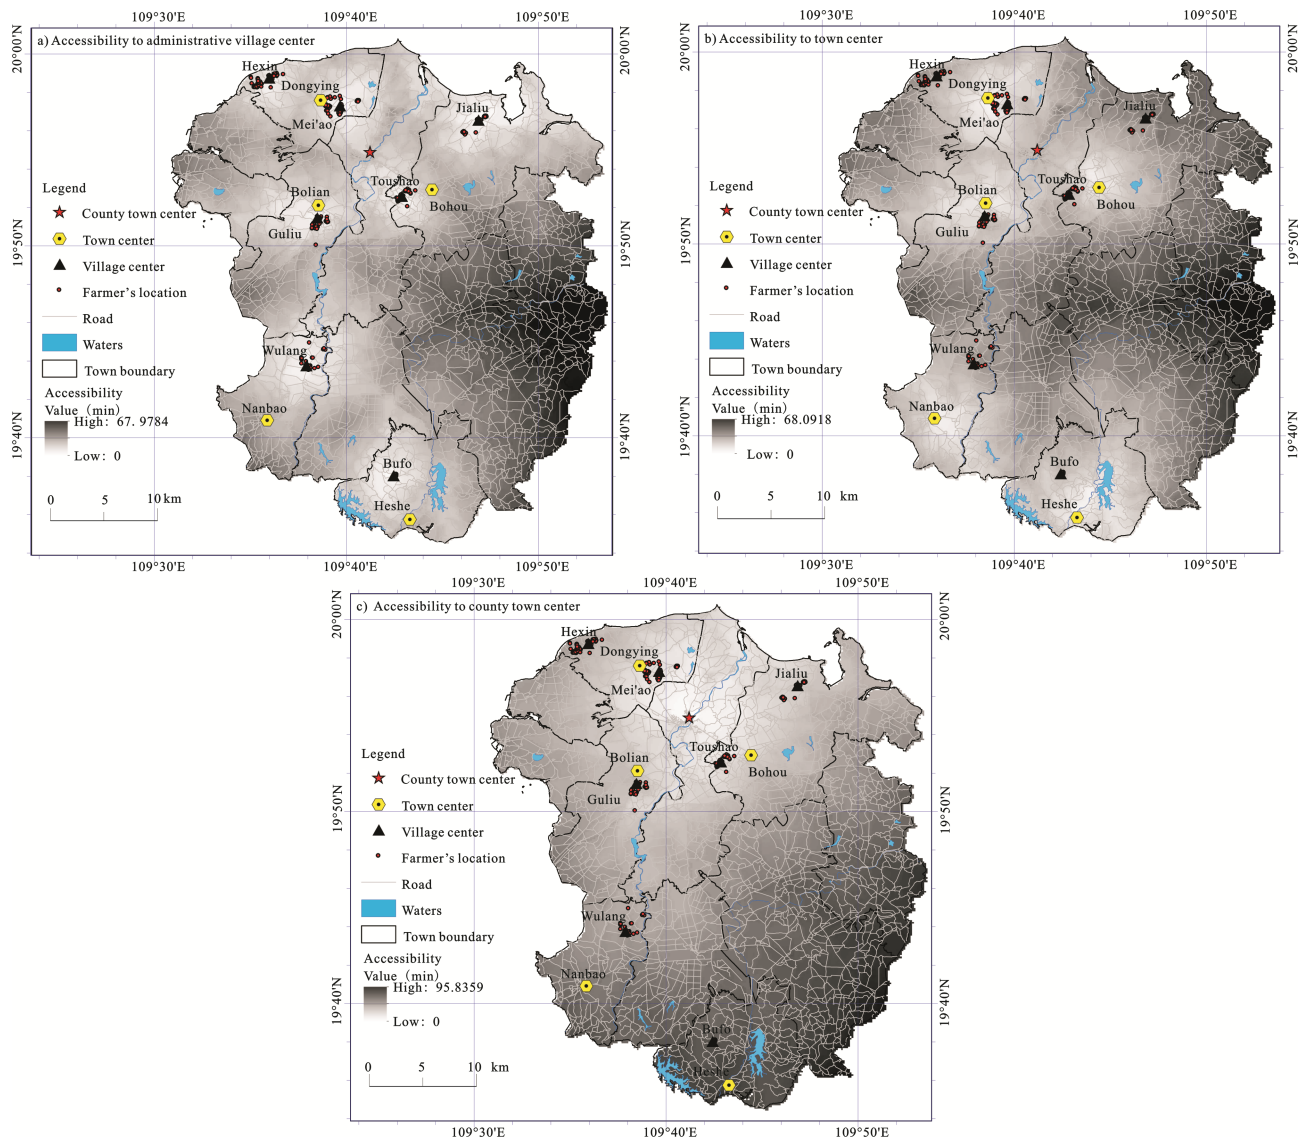 109°30'E 109°40'E 109°50'E
a) Accessibility to administrative village center
20°00'N
Hexin
Dongying
Jialiu
Mei'ao
Legend
Toushao
Bolian
County town center
Bohou
Town center
Guliu
19°50'N
Village center
Farmer's location
Road
Waters
Wulang
Town boundary
Accessibility
Value (min)
Nanbao
High: 67.9784
19°40'N
Low: 0
Bufo
0 5 10 km
Heshe
109°30'E 109°40'E 109°50'E
109°30'E 109°40'E 109°50'E
b) Accessibility to town center
20°00'N
20°00'N
Hexin
Dongying
Jialiu
Mei'ao
Legend
Toushao
Bolian
County town center
Bohou
Town center
Guliu
19°50'N
19°50'N
Village center
Farmer's location
Road
Waters
Wulang
Town boundary
Accessibility
Value (min)
Nanbao
High: 68.0918
19°40'N
19°40'N
Low: 0
Bufo
0 5 10 km
Heshe
109°30'E 109°40'E 109°50'E
109°30'E 109°40'E 109°50'E
c) Accessibility to county town center
20°00'N
20°00'N
Hexin
Dongying
Jialiu
Mei'ao
Legend
Toushao
Bolian
County town center
Bohou
Town center
Guliu
19°50'N
19°50'N
Village center
Farmer's location
Road
Waters
Wulang
Town boundary
Accessibility
Value (min)
Nanbao
High: 95.8359
19°40'N
19°40'N
Low: 0
Bufo
0 5 10 km
Heshe
109°30'E 109°40'E 109°50'E